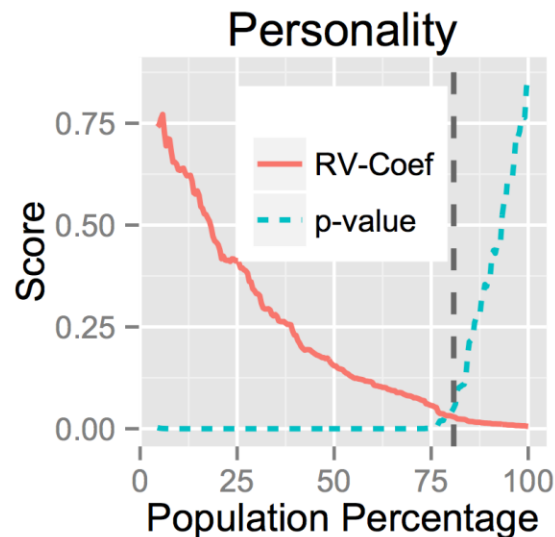 Personality
0.75
0.50
0.25
0.00
Score
RV-Coef
p-value
0 25 50 75 100
Population Percentage